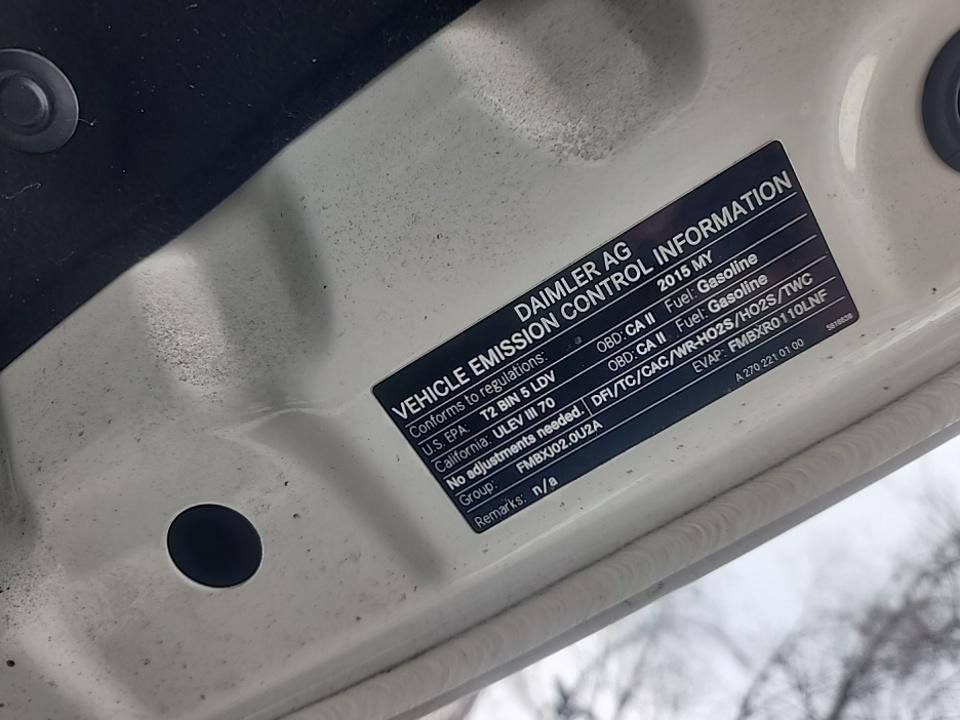 DAIMLER AG
VEHICLE EMISSION CONTROL INFORMATION
Conforms to regulations: 2015 MY
U.S. EPA: T2 BIN 5 LDV OBD: CA II Fuel: Gasoline
California: ULEV III 70 OBD: CA II Fuel: Gasoline
No adjustments needed. DFI/TC/CAC/WR-HO2S/HO2S/TWC
Group: FMBXJ02.0U2A EVAP: FMBXR0110LNF
Remarks: n/a A 270 221 01 00